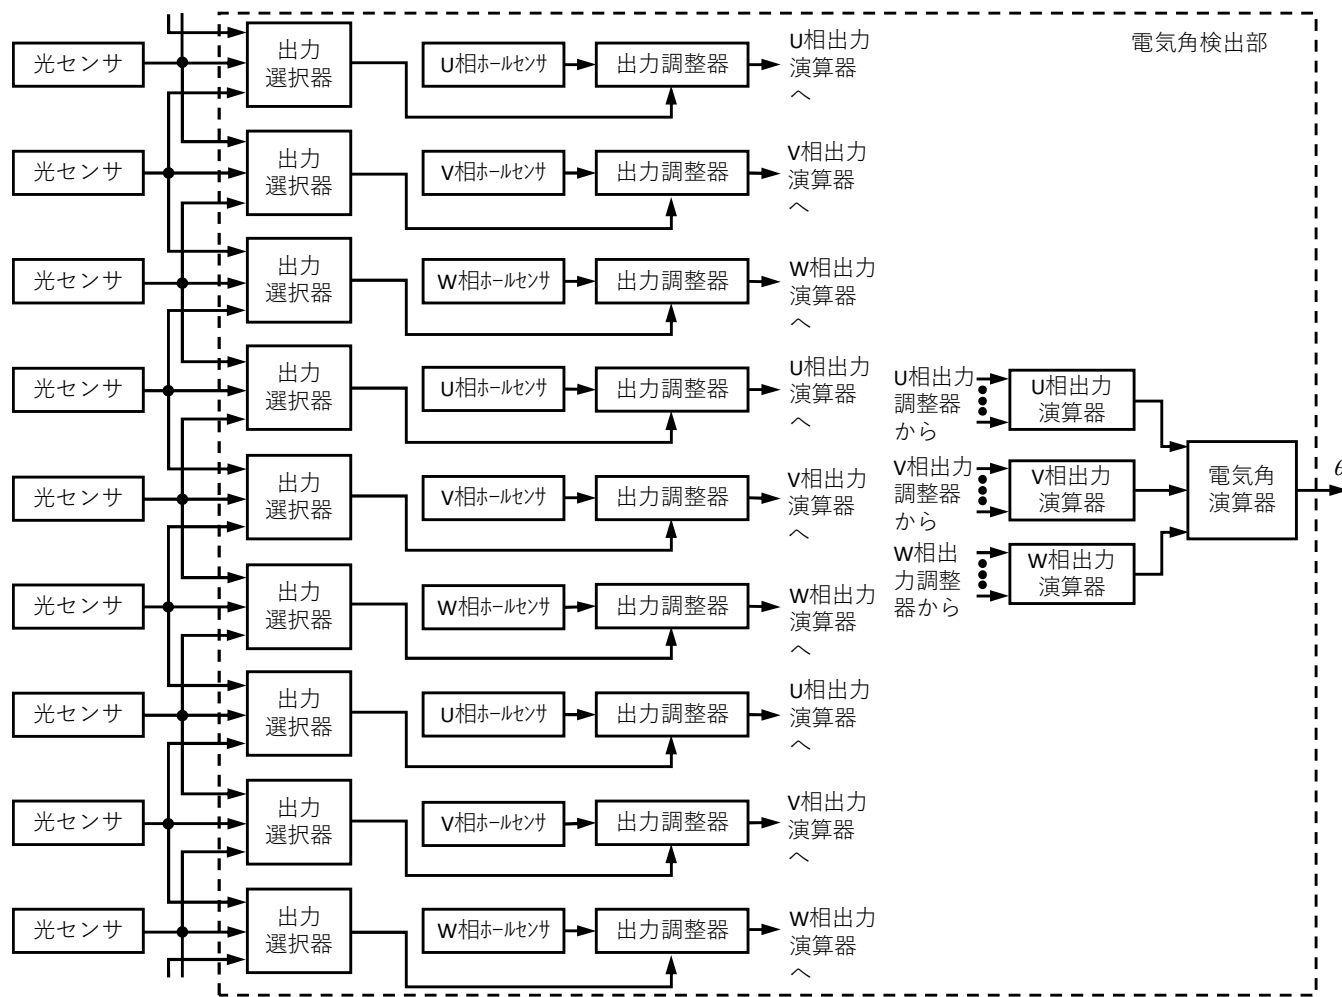 電気角検出部
光センサ
出力
選択器
U相ホールセンサ
出力調整器
U相出力
演算器
へ
光センサ
出力
選択器
V相ホールセンサ
出力調整器
V相出力
演算器
へ
光センサ
出力
選択器
W相ホールセンサ
出力調整器
W相出力
演算器
へ
光センサ
出力
選択器
U相ホールセンサ
出力調整器
U相出力
演算器
へ
光センサ
出力
選択器
V相ホールセンサ
出力調整器
V相出力
演算器
へ
光センサ
出力
選択器
W相ホールセンサ
出力調整器
W相出力
演算器
へ
光センサ
出力
選択器
U相ホールセンサ
出力調整器
U相出力
演算器
へ
光センサ
出力
選択器
V相ホールセンサ
出力調整器
V相出力
演算器
へ
光センサ
出力
選択器
W相ホールセンサ
出力調整器
W相出力
演算器
へ
U相出力
調整器
から
U相出力
演算器
V相出力
調整器
から
V相出力
演算器
W相出
力調整
器から
W相出力
演算器
電気角
演算器